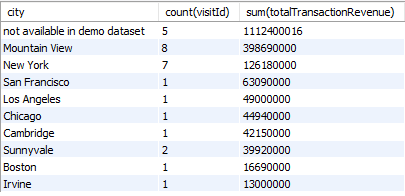 city count(visitId) sum(totalTransactionRevenue)
not available in demo dataset 5 1112400016
Mountain View 8 398690000
New York 7 126180000
San Francisco 1 63090000
Los Angeles 1 49000000
Chicago 1 44940000
Cambridge 1 42150000
Sunnyvale 2 39920000
Boston 1 16690000
Irvine 1 13000000